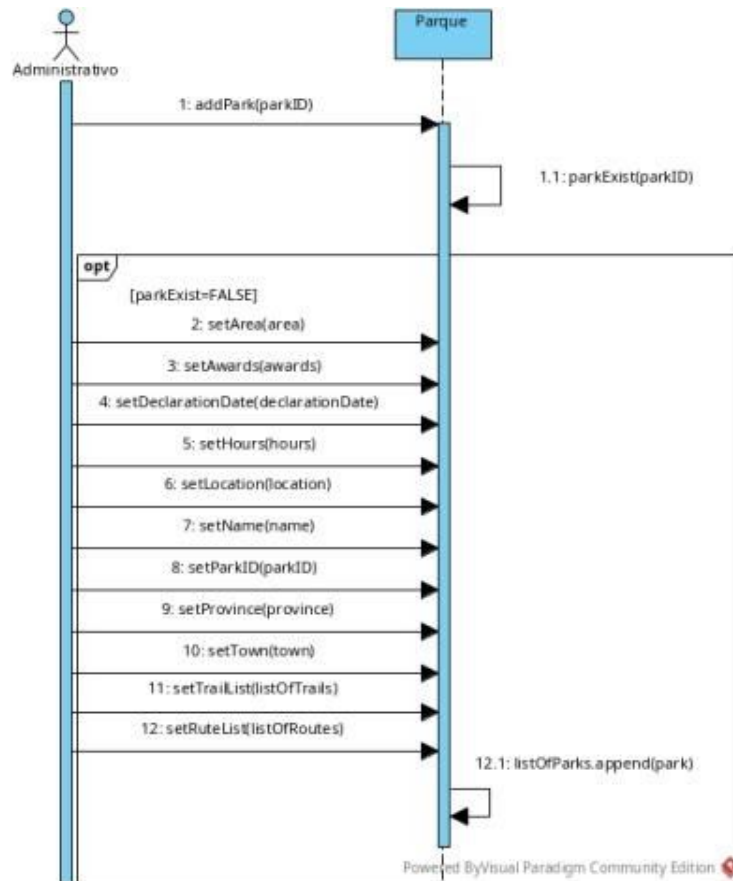 Parque
Administrativo
1: addPark(parkID)
1.1: parkExist(parkID)
opt
[parkExist=FALSE]
2: setArea(area)
3: setAwards(awards)
4: setDeclarationDate(declarationDate)
5: setHours(hours)
6: setLocation(location)
7: setName(name)
8: setParkID(parkID)
9: setProvince(province)
10: setTown(town)
11: setTrailList(listOfTrails)
12: setRuteList(listOfRoutes)
12.1: listOfParks.append(park)
Powered ByVisual Paradigm Community Edition